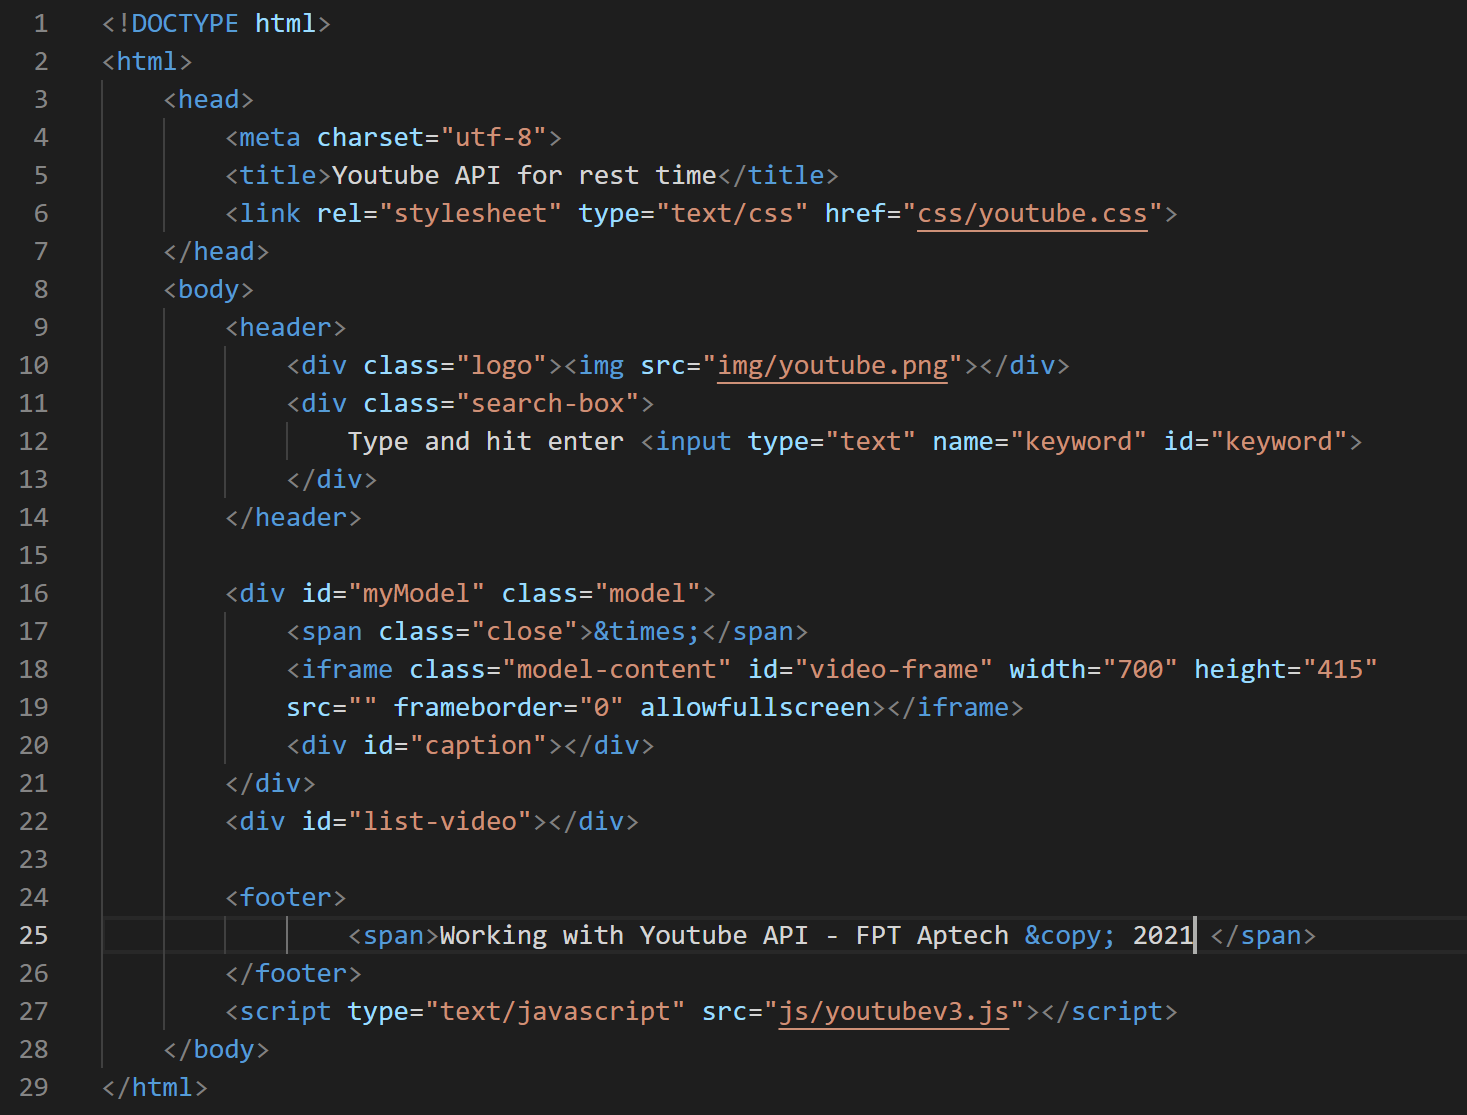 1 <!DOCTYPE html>
2 <html>
3     <head>
4         <meta charset="utf-8">
5         <title>Youtube API for rest time</title>
6         <link rel="stylesheet" type="text/css" href="css/youtube.css">
7     </head>
8     <body>
9         <header>
10             <div class="logo"><img src="img/youtube.png"></div>
11             <div class="search-box">
12                 Type and hit enter <input type="text" name="keyword" id="keyword">
13             </div>
14         </header>
15
16         <div id="myModel" class="model">
17             <span class="close">&times;</span>
18             <iframe class="model-content" id="video-frame" width="700" height="415"
19             src="" frameborder="0" allowfullscreen></iframe>
20             <div id="caption"></div>
21         </div>
22         <div id="list-video"></div>
23
24         <footer>
25                 <span>Working with Youtube API - FPT Aptech &copy; 2021 </span>
26         </footer>
27         <script type="text/javascript" src="js/youtubev3.js"></script>
28     </body>
29 </html>